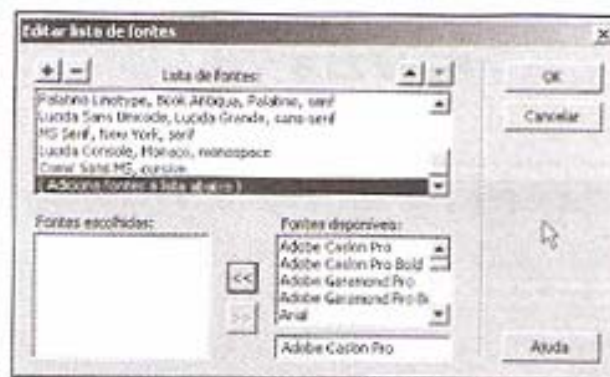 Editar lista de fontes
Lista de fontes:
Palatino Linotype, Book Antiqua, Palatino, serif
Lucida Sans Unicode, Lucida Grande, sans-serif
MS Serif, New York, serif
Lucida Console, Monaco, monospace
Comic Sans MS, cursive
( Adicione fontes a lista abaixo )
OK
Cancelar
Fontes escolhidas:
<<
>>
Fontes disponíveis:
Adobe Caslon Pro
Adobe Caslon Pro Bold
Adobe Garamond Pro
Adobe Garamond Pro B
Arial
Adobe Caslon Pro
Ajuda